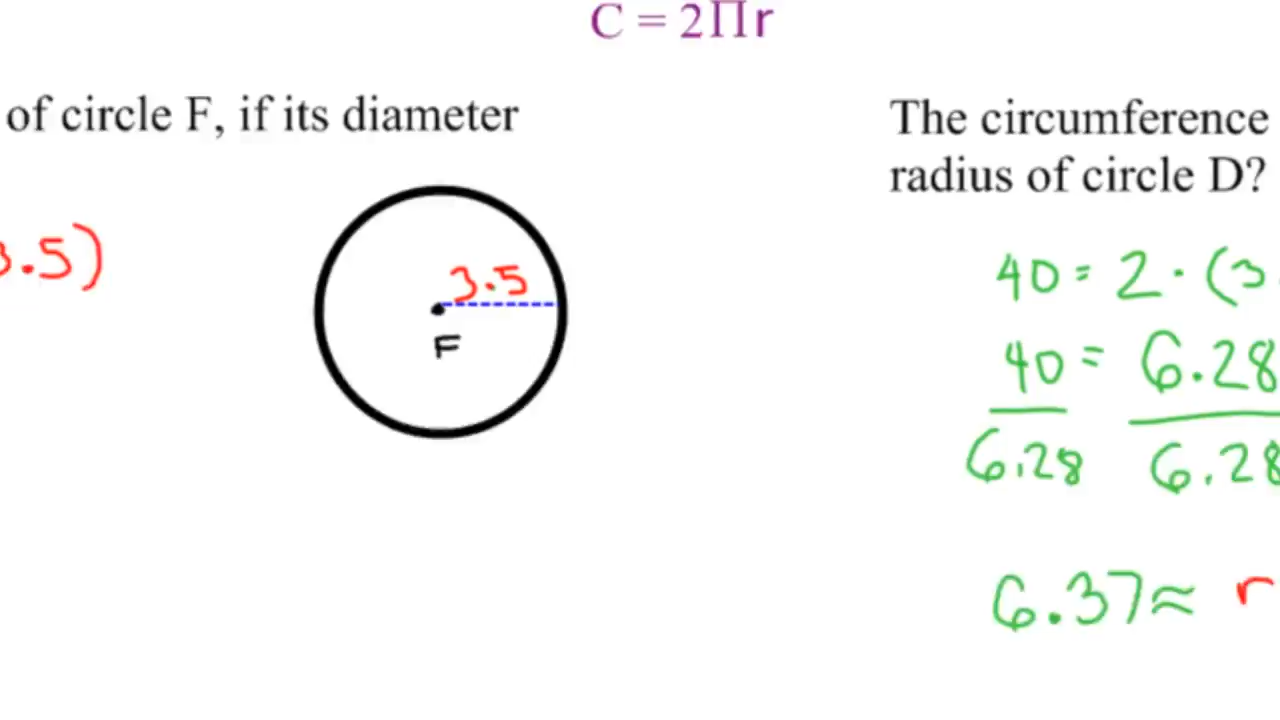 C = 2Πr
of circle F, if its diameter
.5)
3.5
F
The circumference
radius of circle D?
40 = 2 · (3.
40 = 6.28
6.28 6.28
6.37 ≈ r